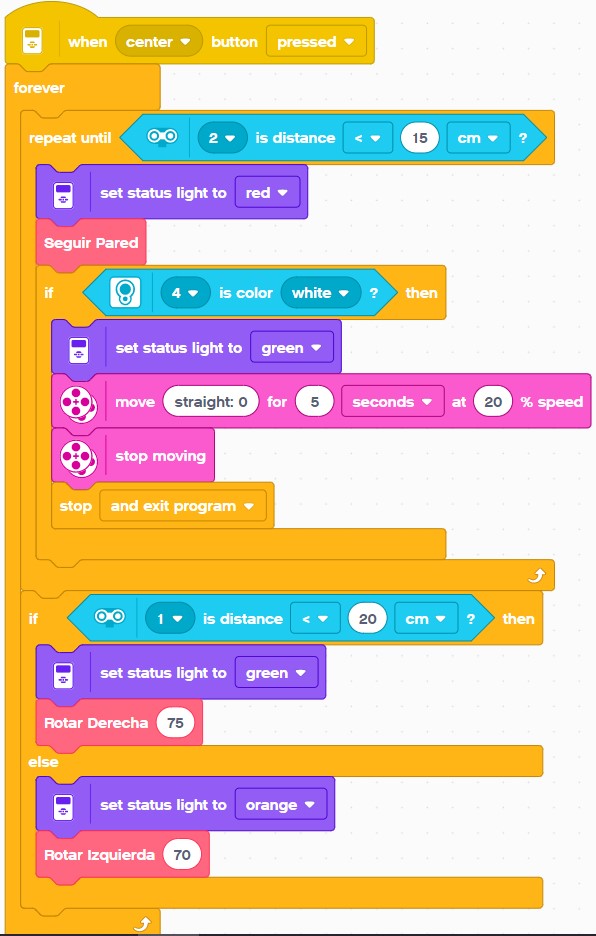 when center button pressed
forever
repeat until 2 is distance < 15 cm ?
set status light to red
Seguir Pared
if 4 is color white ? then
set status light to green
move straight: 0 for 5 seconds at 20 % speed
stop moving
stop and exit program
if 1 is distance < 20 cm ? then
set status light to green
Rotar Derecha 75
else
set status light to orange
Rotar Izquierda 70